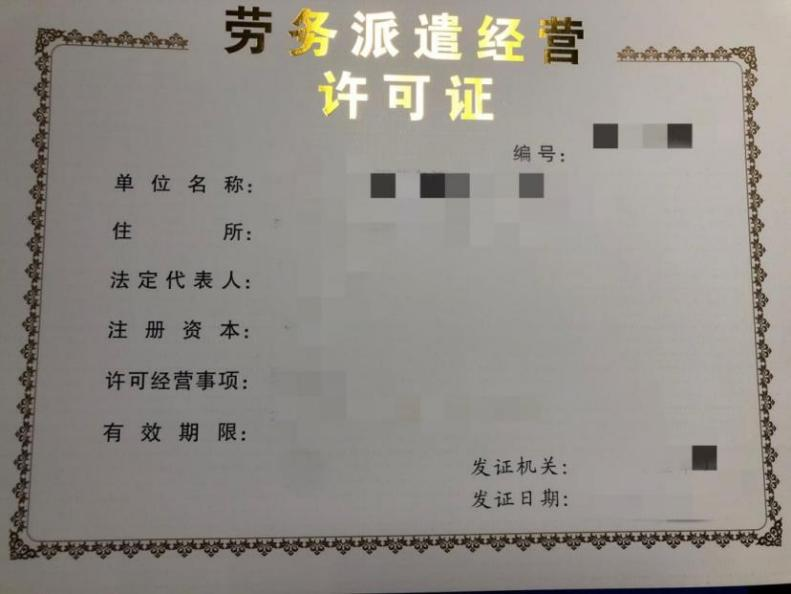 劳务派遣经营
许可证
编号：
单位名称：
住所：
法定代表人：
注册资本：
许可经营事项：
有效期限：
发证机关：
发证日期：